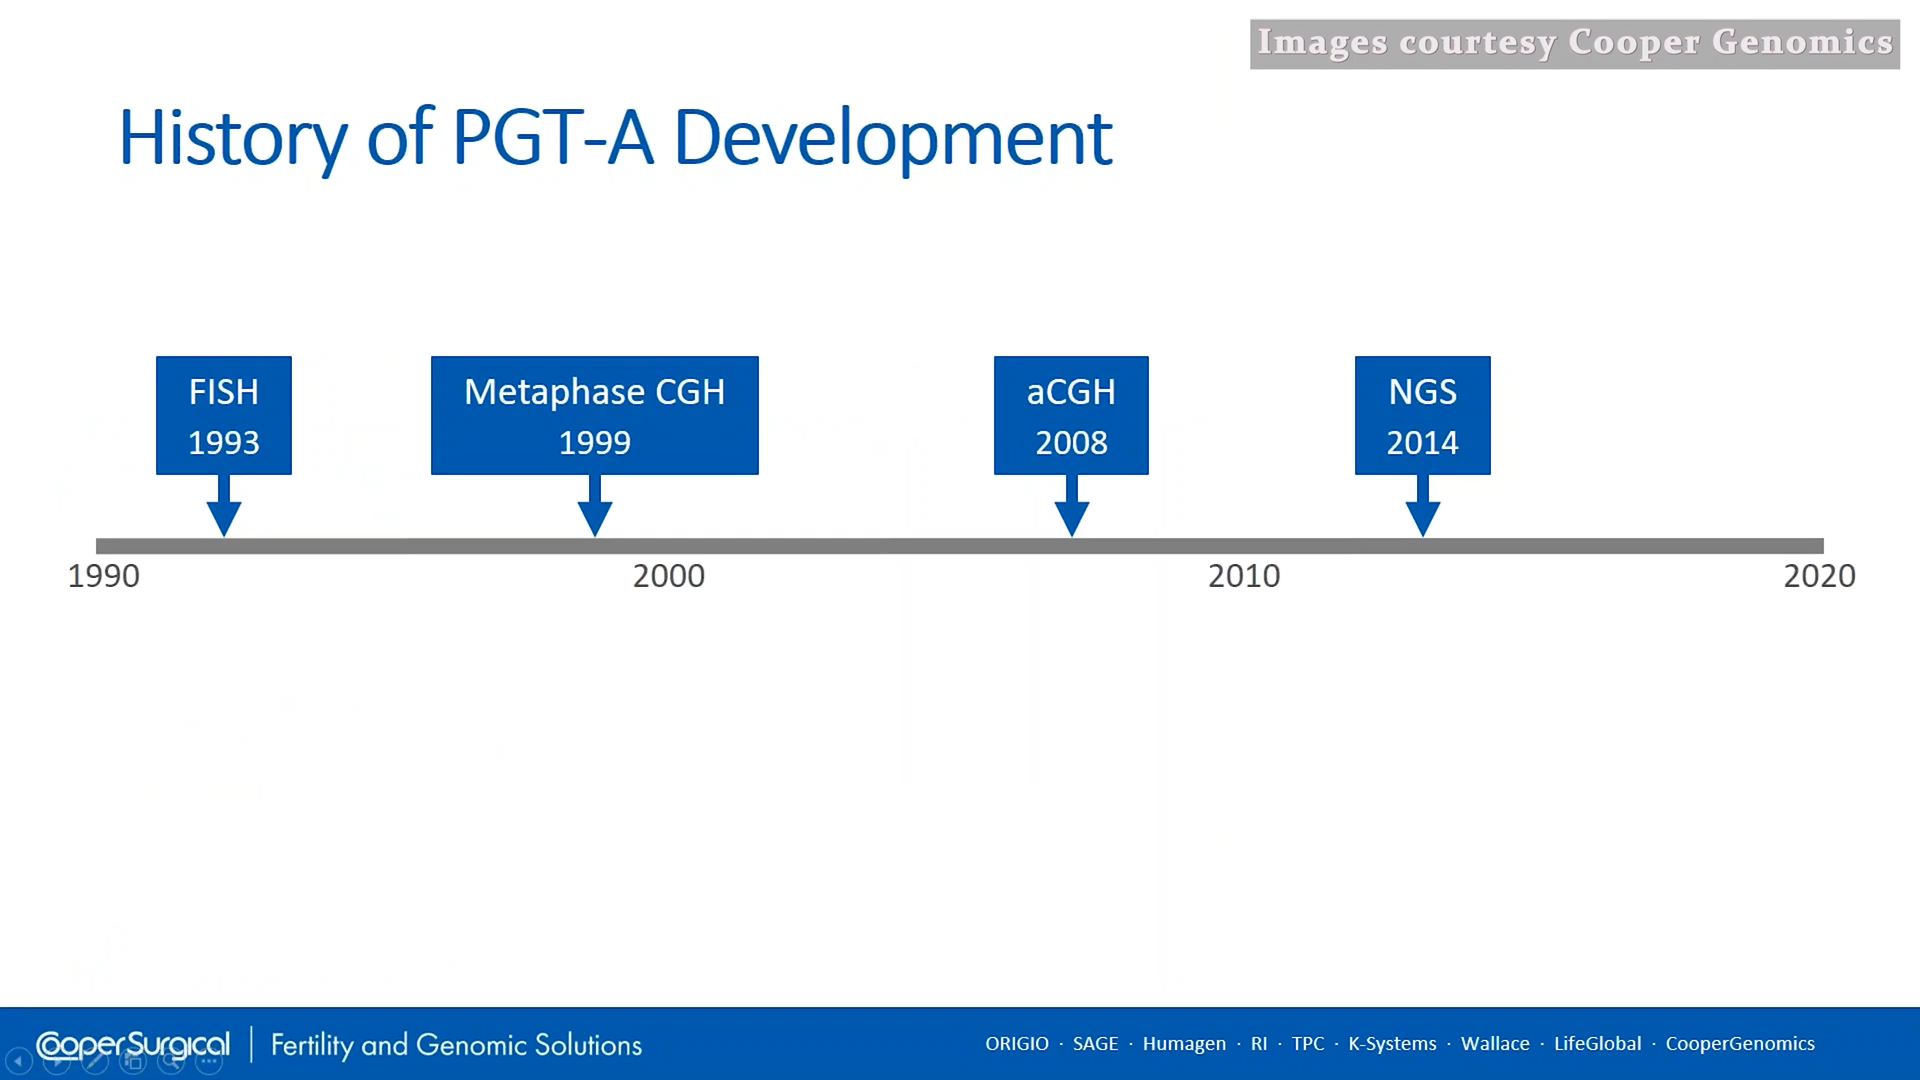 Images courtesy Cooper Genomics
History of PGT-A Development
FISH
1993
Metaphase CGH
1999
aCGH
2008
NGS
2014
1990
2000
2010
2020
CooperSurgical | Fertility and Genomic Solutions
ORIGIO · SAGE · Humagen · RI · TPC · K-Systems · Wallace · LifeGlobal · CooperGenomics